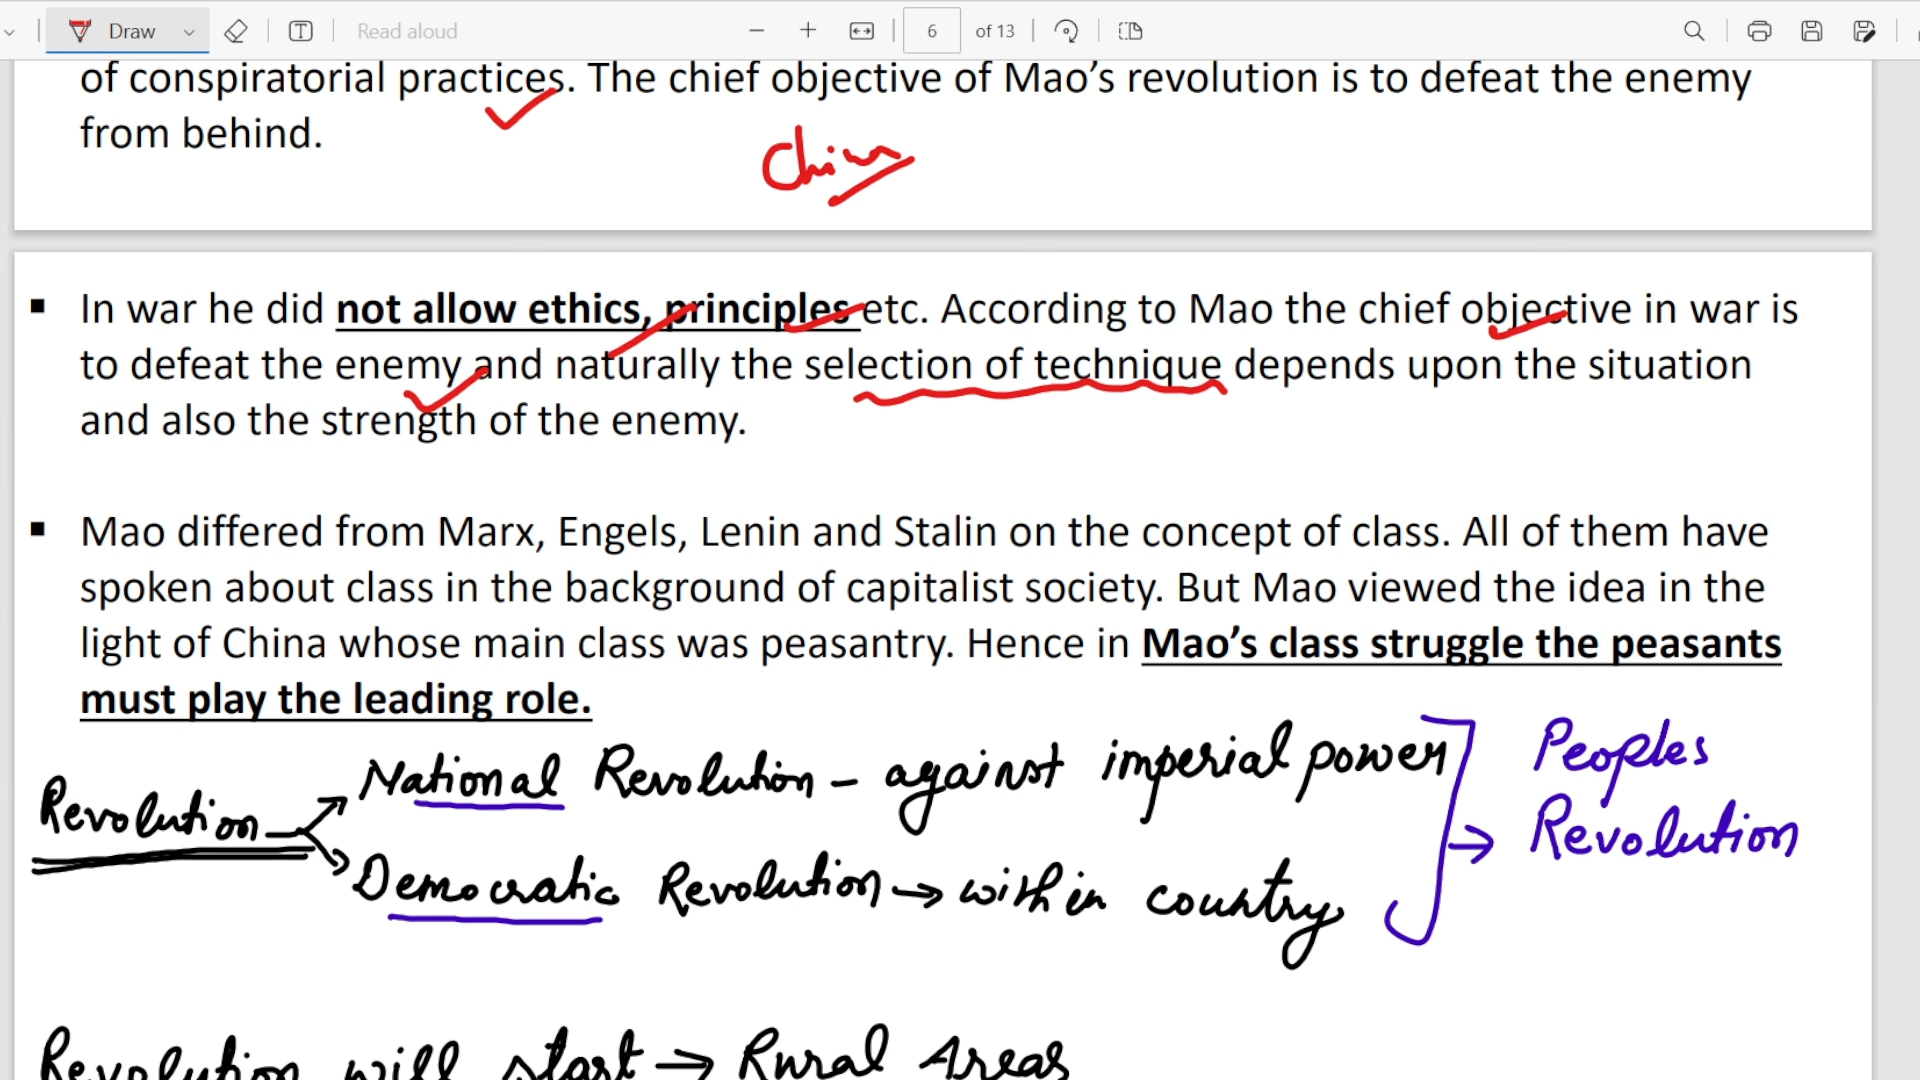 Draw
Read aloud
6 of 13
of conspiratorial practices. The chief objective of Mao’s revolution is to defeat the enemy
from behind.
China
▪ In war he did not allow ethics, principles etc. According to Mao the chief objective in war is
to defeat the enemy and naturally the selection of technique depends upon the situation
and also the strength of the enemy.
▪ Mao differed from Marx, Engels, Lenin and Stalin on the concept of class. All of them have
spoken about class in the background of capitalist society. But Mao viewed the idea in the
light of China whose main class was peasantry. Hence in Mao’s class struggle the peasants
must play the leading role.
Revolution → National Revolution - against imperial power
→ Democratic Revolution → within country
→ Peoples
Revolution
Revolution will start → Rural Areas